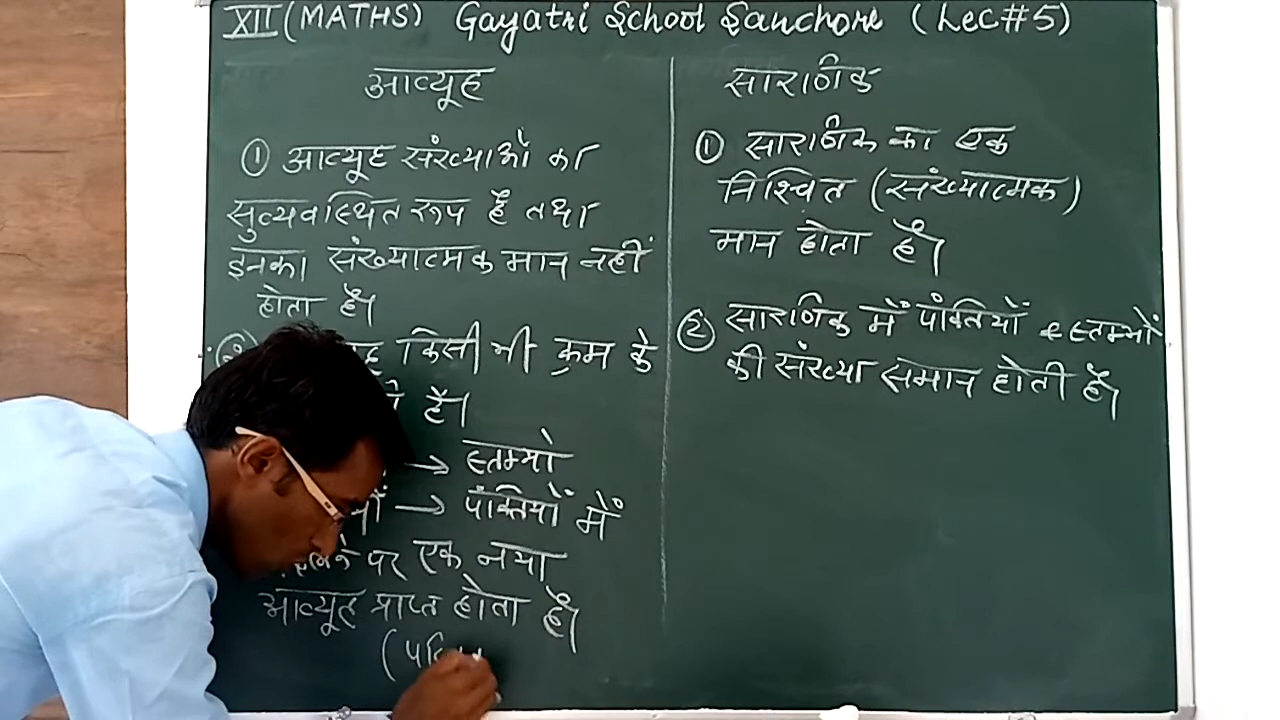 XII (MATHS) Gayatri School Sanchore (Lec#5)
आव्यूह
① आव्यूह संख्याओं का
सुव्यवस्थित रूप है तथा
इनका संख्यात्मक मान नहीं
होता है।
② किसी भी क्रम के
है।
→ स्तम्भो
→ पंक्तियों में
पर एक नया
आव्यूह प्राप्त होता है।
सारणिक
① सारणिक का एक
निश्चित (संख्यात्मक)
मान होता है।
② सारणिक में पंक्तियों & स्तम्भों
की संख्या समान होती है।